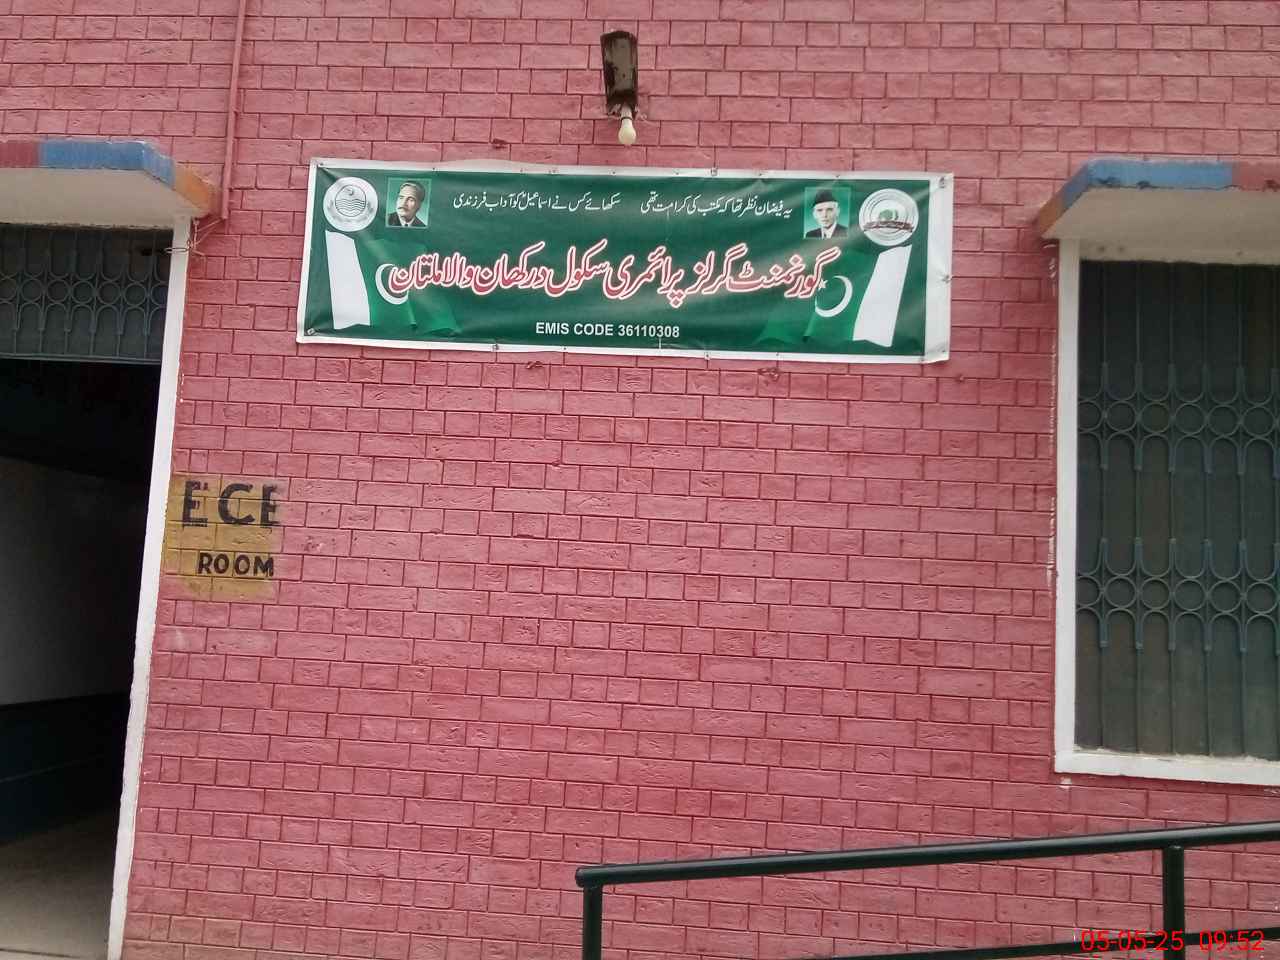 یہ فیضان نظر تھا کہ مکتب کی کرامت تھی سکھائے کس نے اسماعیلؑ کو آداب فرزندی
گورنمنٹ گرلز پرائمری سکول درکھان والا ملتان
EMIS CODE 36110308
ECE
ROOM
05-05-25 09:52